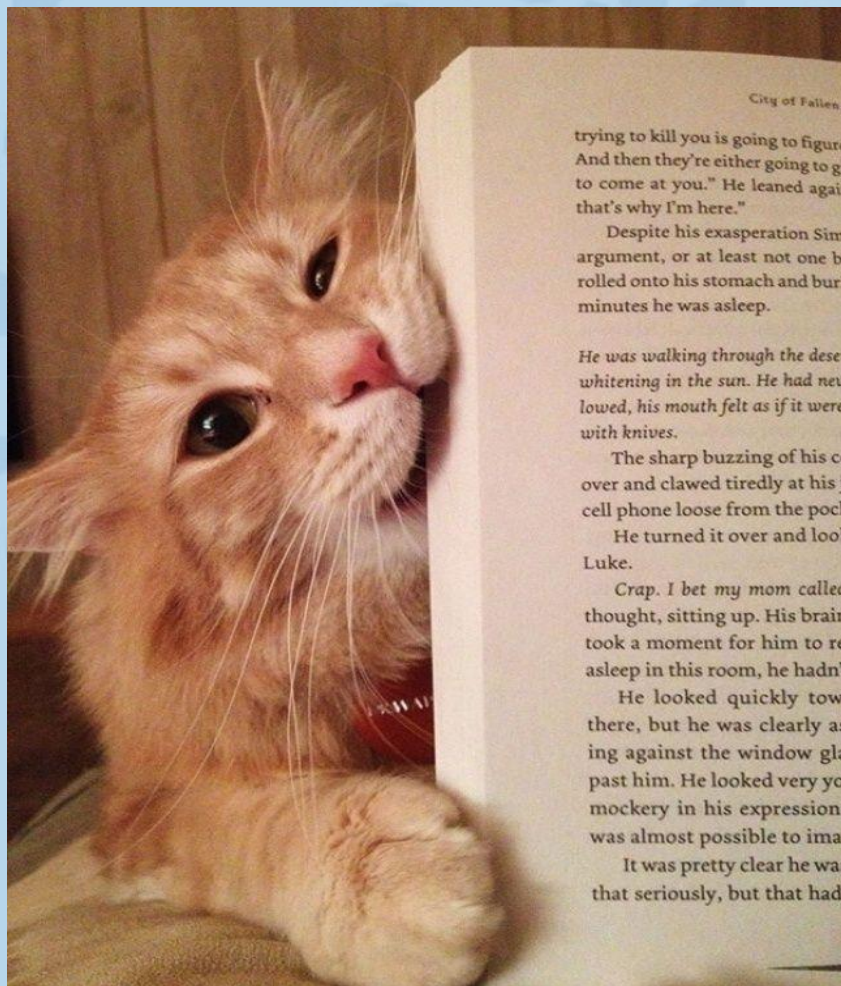 City of Fallen
trying to kill you is going to figure
And then they're either going to g
to come at you." He leaned agai
that's why I'm here."
Despite his exasperation Sim
argument, or at least not one b
rolled onto his stomach and bur
minutes he was asleep.
He was walking through the dese
whitening in the sun. He had nev
lowed, his mouth felt as if it were
with knives.
The sharp buzzing of his c
over and clawed tiredly at his
cell phone loose from the poc
He turned it over and loo
Luke.
Crap. I bet my mom called
thought, sitting up. His brain
took a moment for him to re
asleep in this room, he hadn'
He looked quickly tow
there, but he was clearly as
ing against the window gla
past him. He looked very yo
mockery in his expression
was almost possible to ima
It was pretty clear he wa
that seriously, but that had